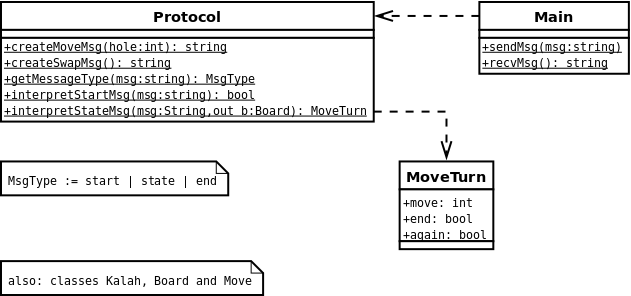 Protocol
+createMoveMsg(hole:int): string
+createSwapMsg(): string
+getMessageType(msg:string): MsgType
+interpretStartMsg(msg:string): bool
+interpretStateMsg(msg:String,out b:Board): MoveTurn
Main
+sendMsg(msg:string)
+recvMsg(): string
MoveTurn
+move: int
+end: bool
+again: bool
MsgType := start | state | end
also: classes Kalah, Board and Move